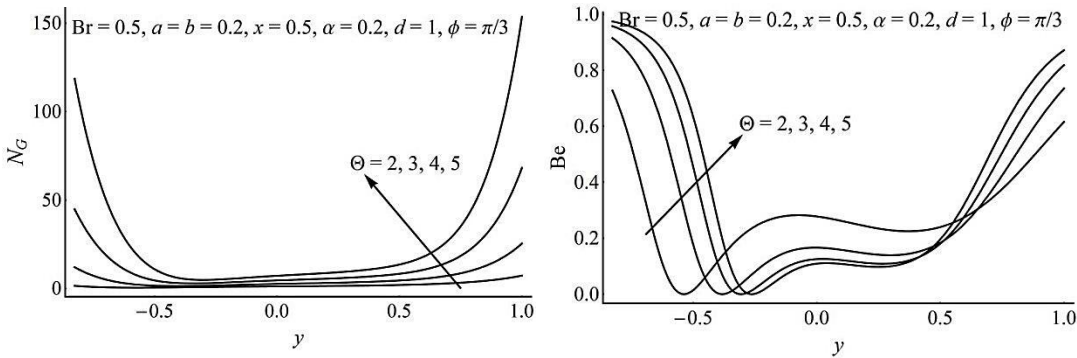 Br = 0.5, a = b = 0.2, x = 0.5, α = 0.2, d = 1, ϕ = π/3
150
100
50
0
N_G
Θ = 2, 3, 4, 5
−0.5
0.0
0.5
1.0
y
Br = 0.5, a = b = 0.2, x = 0.5, α = 0.2, d = 1, ϕ = π/3
1.0
0.8
0.6
0.4
0.2
0.0
Be
Θ = 2, 3, 4, 5
−0.5
0.0
0.5
1.0
y